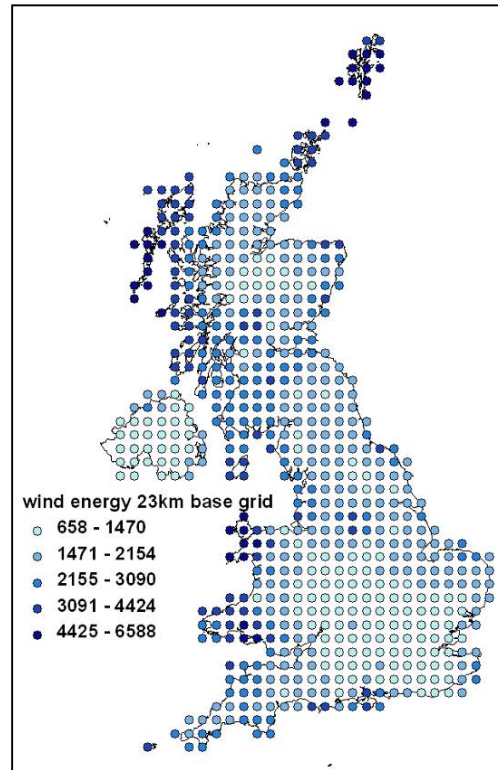 wind energy 23km base grid
658 - 1470
1471 - 2154
2155 - 3090
3091 - 4424
4425 - 6588